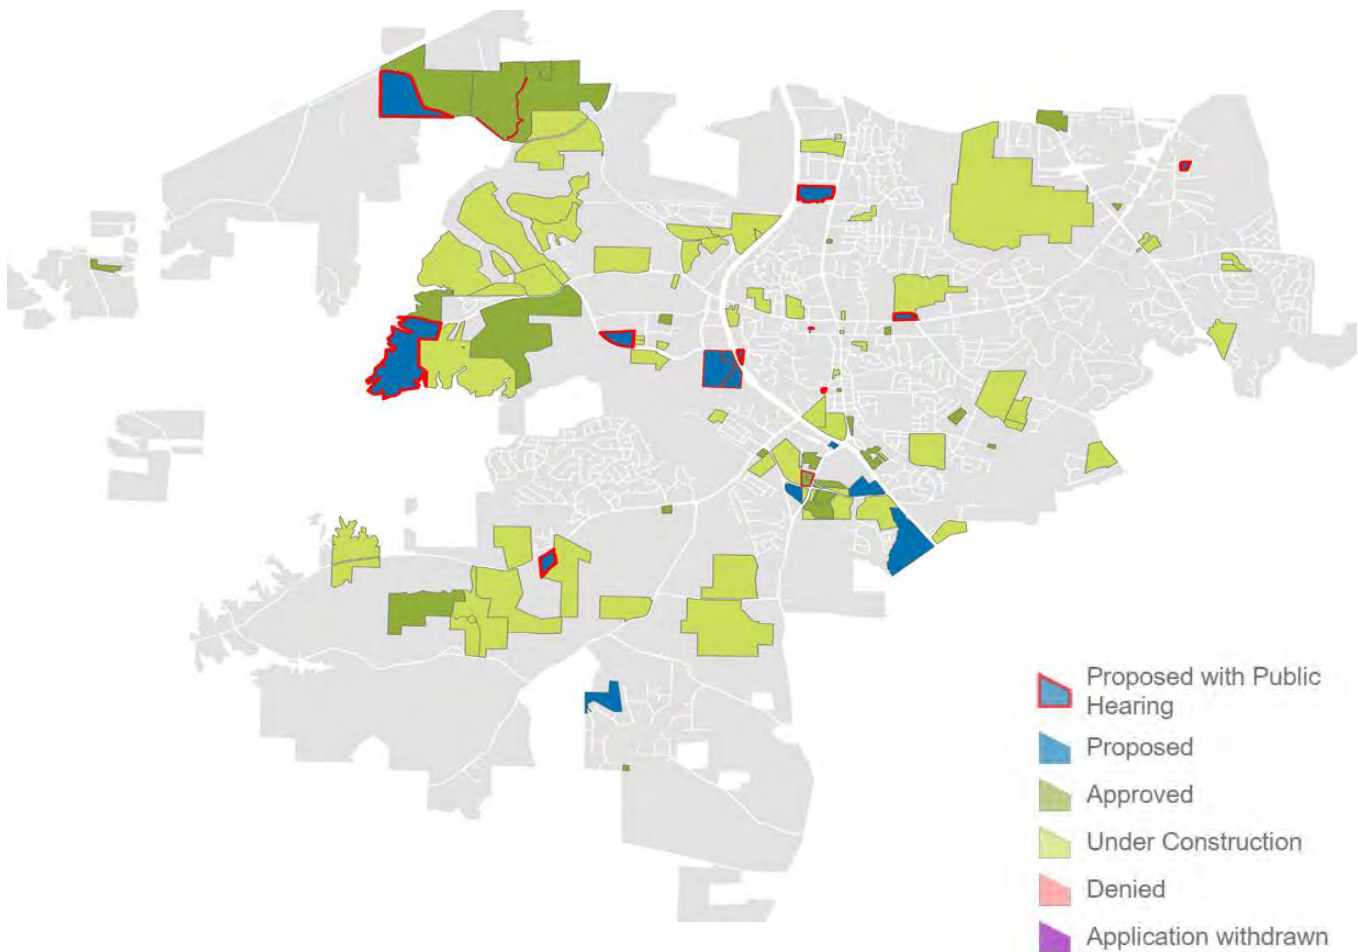 Proposed with Public
Hearing
Proposed
Approved
Under Construction
Denied
Application withdrawn